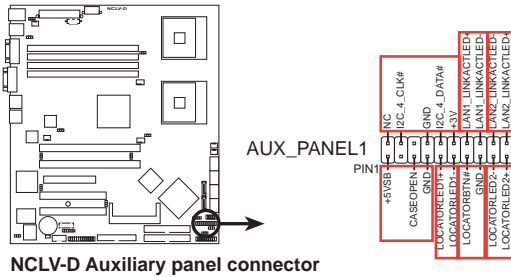 NCLV-D
NC
I2C_4_CLK#
GND
I2C_4_DATA#
+3V
LAN1_LINKACTLED+
LAN1_LINKACTLED-
LAN2_LINKACTLED-
LAN2_LINKACTLED+
AUX_PANEL1
PIN1
+5VSB
CASEOPEN
GND
LOCATORLED1+
LOCATORLED1-
LOCATORBTN#
GND
LOCATORLED2-
LOCATORLED2+
NCLV-D Auxiliary panel connector